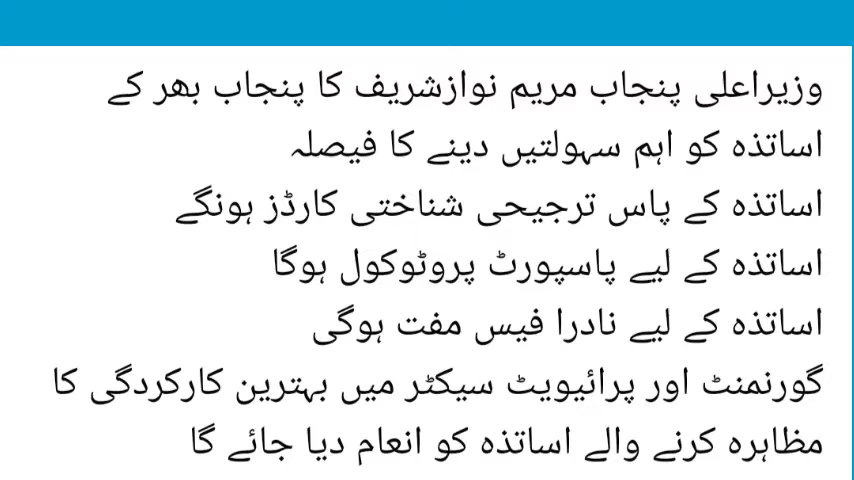 وزیراعلی پنجاب مریم نوازشریف کا پنجاب بھر کے
اساتذہ کو اہم سہولتیں دینے کا فیصلہ
اساتذہ کے پاس ترجیحی شناختی کارڈز ہونگے
اساتذہ کے لیے پاسپورٹ پروٹوکول ہوگا
اساتذہ کے لیے نادرا فیس مفت ہوگی
گورنمنٹ اور پرائیویٹ سیکٹر میں بہترین کارکردگی کا
مظاہرہ کرنے والے اساتذہ کو انعام دیا جائے گا